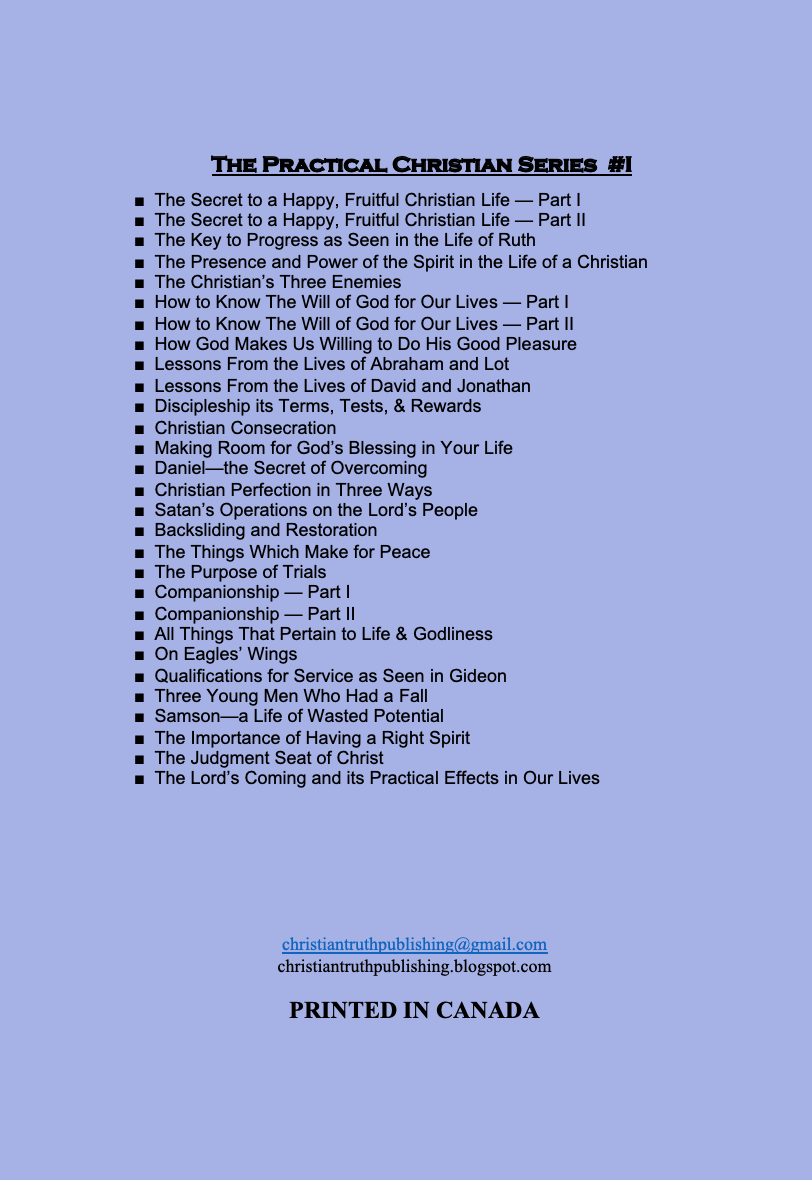 The Practical Christian Series #I
■ The Secret to a Happy, Fruitful Christian Life — Part I
■ The Secret to a Happy, Fruitful Christian Life — Part II
■ The Key to Progress as Seen in the Life of Ruth
■ The Presence and Power of the Spirit in the Life of a Christian
■ The Christian’s Three Enemies
■ How to Know The Will of God for Our Lives — Part I
■ How to Know The Will of God for Our Lives — Part II
■ How God Makes Us Willing to Do His Good Pleasure
■ Lessons From the Lives of Abraham and Lot
■ Lessons From the Lives of David and Jonathan
■ Discipleship its Terms, Tests, & Rewards
■ Christian Consecration
■ Making Room for God’s Blessing in Your Life
■ Daniel—the Secret of Overcoming
■ Christian Perfection in Three Ways
■ Satan’s Operations on the Lord’s People
■ Backsliding and Restoration
■ The Things Which Make for Peace
■ The Purpose of Trials
■ Companionship — Part I
■ Companionship — Part II
■ All Things That Pertain to Life & Godliness
■ On Eagles’ Wings
■ Qualifications for Service as Seen in Gideon
■ Three Young Men Who Had a Fall
■ Samson—a Life of Wasted Potential
■ The Importance of Having a Right Spirit
■ The Judgment Seat of Christ
■ The Lord’s Coming and its Practical Effects in Our Lives
christiantruthpublishing@gmail.com
christiantruthpublishing.blogspot.com
PRINTED IN CANADA